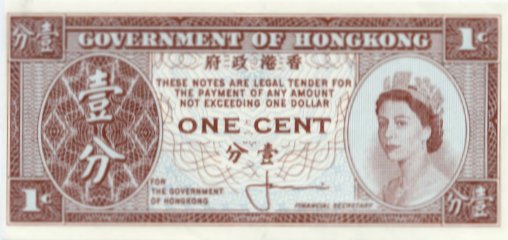 分壹 GOVERNMENT OF HONGKONG 1¢
府政港香
THESE NOTES ARE LEGAL TENDER FOR
THE PAYMENT OF ANY AMOUNT
NOT EXCEEDING ONE DOLLAR
壹分
ONE CENT
分壹
FOR
THE GOVERNMENT
OF HONGKONG
FINANCIAL SECRETARY
1¢
分壹